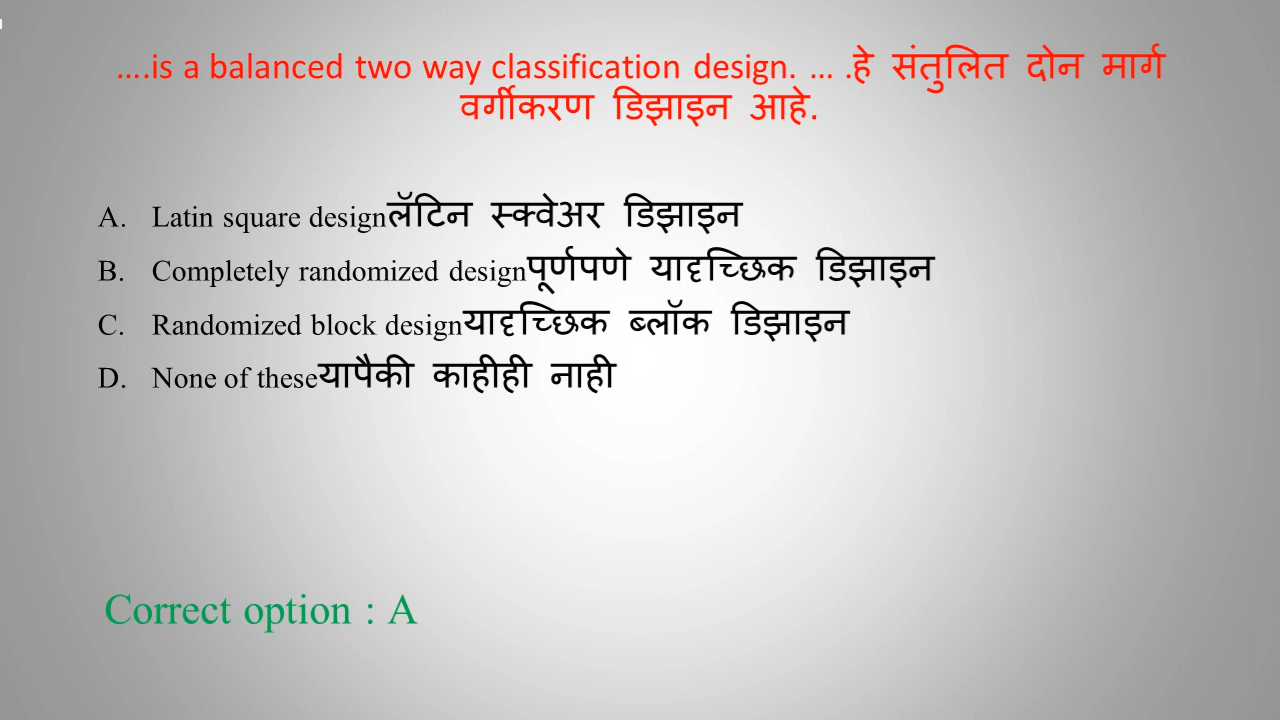 ….is a balanced two way classification design. … .हे संतुलित दोन मार्ग
वर्गीकरण डिझाइन आहे.
A. Latin square designलॅटिन स्क्वेअर डिझाइन
B. Completely randomized designपूर्णपणे यादृच्छिक डिझाइन
C. Randomized block designयादृच्छिक ब्लॉक डिझाइन
D. None of theseयापैकी काहीही नाही
Correct option : A